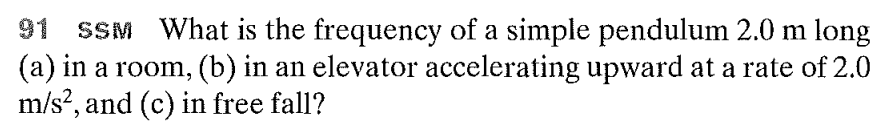 91 SSM What is the frequency of a simple pendulum 2.0 m long
(a) in a room, (b) in an elevator accelerating upward at a rate of 2.0
m/s², and (c) in free fall?